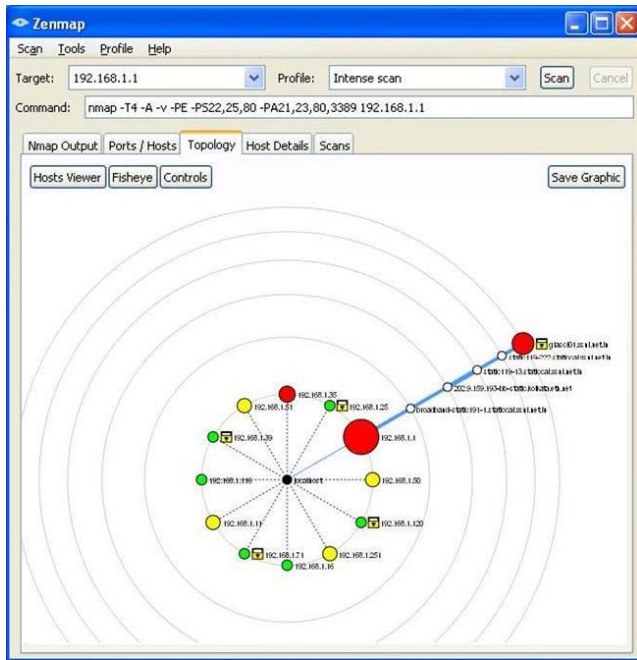 Zenmap
Scan Tools Profile Help
Target: 192.168.1.1 Profile: Intense scan Scan Cancel
Command: nmap -T4 -A -v -PE -PS22,25,80 -PA21,23,80,3389 192.168.1.1
Nmap Output Ports / Hosts Topology Host Details Scans
Hosts Viewer Fisheye Controls Save Graphic
192.168.1.35
192.168.1.25
192.168.1.51
192.168.1.39
192.168.1.1
192.168.1.50
localhost
192.168.1.11
192.168.1.120
192.168.1.71
192.168.1.251
192.168.1.16